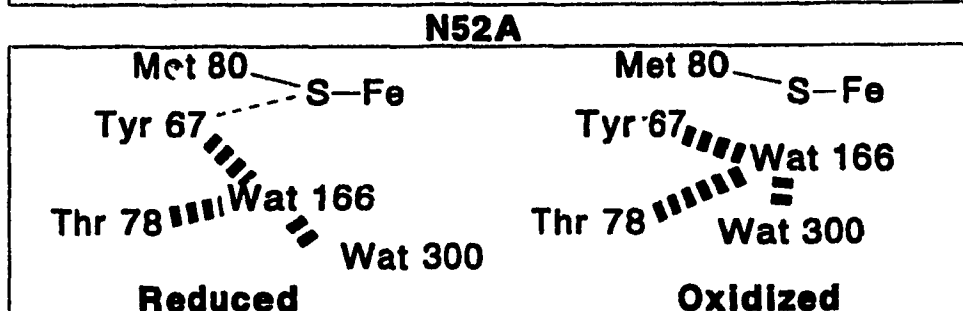 N52A
Met 80
S—Fe
Tyr 67
Wat 166
Thr 78
Wat 300
Reduced
Met 80
S—Fe
Tyr 67
Wat 166
Thr 78
Wat 300
Oxidized